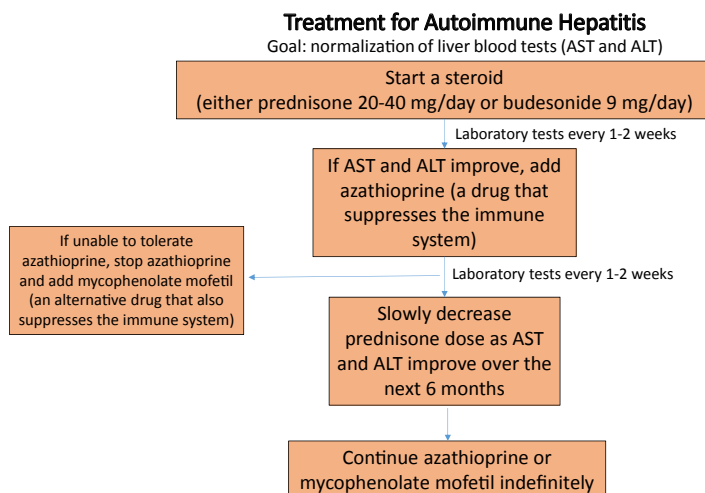 Treatment for Autoimmune Hepatitis
Goal: normalization of liver blood tests (AST and ALT)
Start a steroid
(either prednisone 20-40 mg/day or budesonide 9 mg/day)
Laboratory tests every 1-2 weeks
If AST and ALT improve, add
azathioprine (a drug that
suppresses the immune
system)
If unable to tolerate
azathioprine, stop azathioprine
and add mycophenolate mofetil
(an alternative drug that also
suppresses the immune system)
Laboratory tests every 1-2 weeks
Slowly decrease
prednisone dose as AST
and ALT improve over the
next 6 months
Continue azathioprine or
mycophenolate mofetil indefinitely